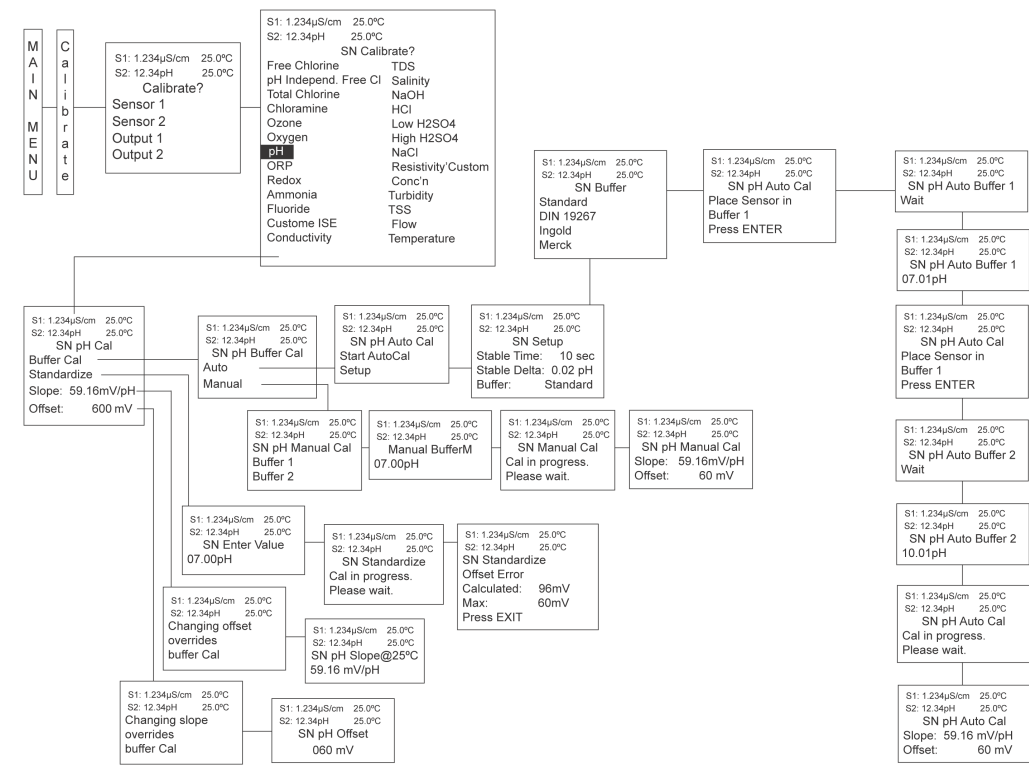 MAIN MENU
Calibrate
S1: 1.234µS/cm 25.0ºC
S2: 12.34pH 25.0ºC
Calibrate?
Sensor 1
Sensor 2
Output 1
Output 2
S1: 1.234µS/cm 25.0ºC
S2: 12.34pH 25.0ºC
SN Calibrate?
Free Chlorine TDS
pH Independ. Free Cl Salinity
Total Chlorine NaOH
Chloramine HCl
Ozone Low H2SO4
Oxygen High H2SO4
pH NaCl
ORP Resistivity'Custom
Redox Conc'n
Ammonia Turbidity
Fluoride TSS
Custome ISE Flow
Conductivity Temperature
S1: 1.234µS/cm 25.0ºC
S2: 12.34pH 25.0ºC
SN Buffer
Standard
DIN 19267
Ingold
Merck
S1: 1.234µS/cm 25.0ºC
S2: 12.34pH 25.0ºC
SN pH Auto Cal
Place Sensor in
Buffer 1
Press ENTER
S1: 1.234µS/cm 25.0ºC
S2: 12.34pH 25.0ºC
SN pH Auto Buffer 1
Wait
S1: 1.234µS/cm 25.0ºC
S2: 12.34pH 25.0ºC
SN pH Auto Buffer 1
07.01pH
S1: 1.234µS/cm 25.0ºC
S2: 12.34pH 25.0ºC
SN pH Cal
Buffer Cal
Standardize
Slope: 59.16mV/pH
Offset: 600 mV
S1: 1.234µS/cm 25.0ºC
S2: 12.34pH 25.0ºC
SN pH Buffer Cal
Auto
Manual
S1: 1.234µS/cm 25.0ºC
S2: 12.34pH 25.0ºC
SN pH Auto Cal
Start AutoCal
Setup
S1: 1.234µS/cm 25.0ºC
S2: 12.34pH 25.0ºC
SN Setup
Stable Time: 10 sec
Stable Delta: 0.02 pH
Buffer: Standard
S1: 1.234µS/cm 25.0ºC
S2: 12.34pH 25.0ºC
SN pH Auto Cal
Place Sensor in
Buffer 1
Press ENTER
S1: 1.234µS/cm 25.0ºC
S2: 12.34pH 25.0ºC
SN pH Manual Cal
Buffer 1
Buffer 2
S1: 1.234µS/cm 25.0ºC
S2: 12.34pH 25.0ºC
Manual BufferM
07.00pH
S1: 1.234µS/cm 25.0ºC
S2: 12.34pH 25.0ºC
SN Manual Cal
Cal in progress.
Please wait.
S1: 1.234µS/cm 25.0ºC
S2: 12.34pH 25.0ºC
SN pH Manual Cal
Slope: 59.16mV/pH
Offset: 60 mV
S1: 1.234µS/cm 25.0ºC
S2: 12.34pH 25.0ºC
SN pH Auto Buffer 2
Wait
S1: 1.234µS/cm 25.0ºC
S2: 12.34pH 25.0ºC
SN Enter Value
07.00pH
S1: 1.234µS/cm 25.0ºC
S2: 12.34pH 25.0ºC
SN Standardize
Cal in progress.
Please wait.
S1: 1.234µS/cm 25.0ºC
S2: 12.34pH 25.0ºC
SN Standardize
Offset Error
Calculated: 96mV
Max: 60mV
Press EXIT
S1: 1.234µS/cm 25.0ºC
S2: 12.34pH 25.0ºC
SN pH Auto Buffer 2
10.01pH
S1: 1.234µS/cm 25.0ºC
S2: 12.34pH 25.0ºC
Changing offset
overrides
buffer Cal
S1: 1.234µS/cm 25.0ºC
S2: 12.34pH 25.0ºC
SN pH Slope@25ºC
59.16 mV/pH
S1: 1.234µS/cm 25.0ºC
S2: 12.34pH 25.0ºC
SN pH Auto Cal
Cal in progress.
Please wait.
S1: 1.234µS/cm 25.0ºC
S2: 12.34pH 25.0ºC
Changing slope
overrides
buffer Cal
S1: 1.234µS/cm 25.0ºC
S2: 12.34pH 25.0ºC
SN pH Offset
060 mV
S1: 1.234µS/cm 25.0ºC
S2: 12.34pH 25.0ºC
SN pH Auto Cal
Slope: 59.16 mV/pH
Offset: 60 mV